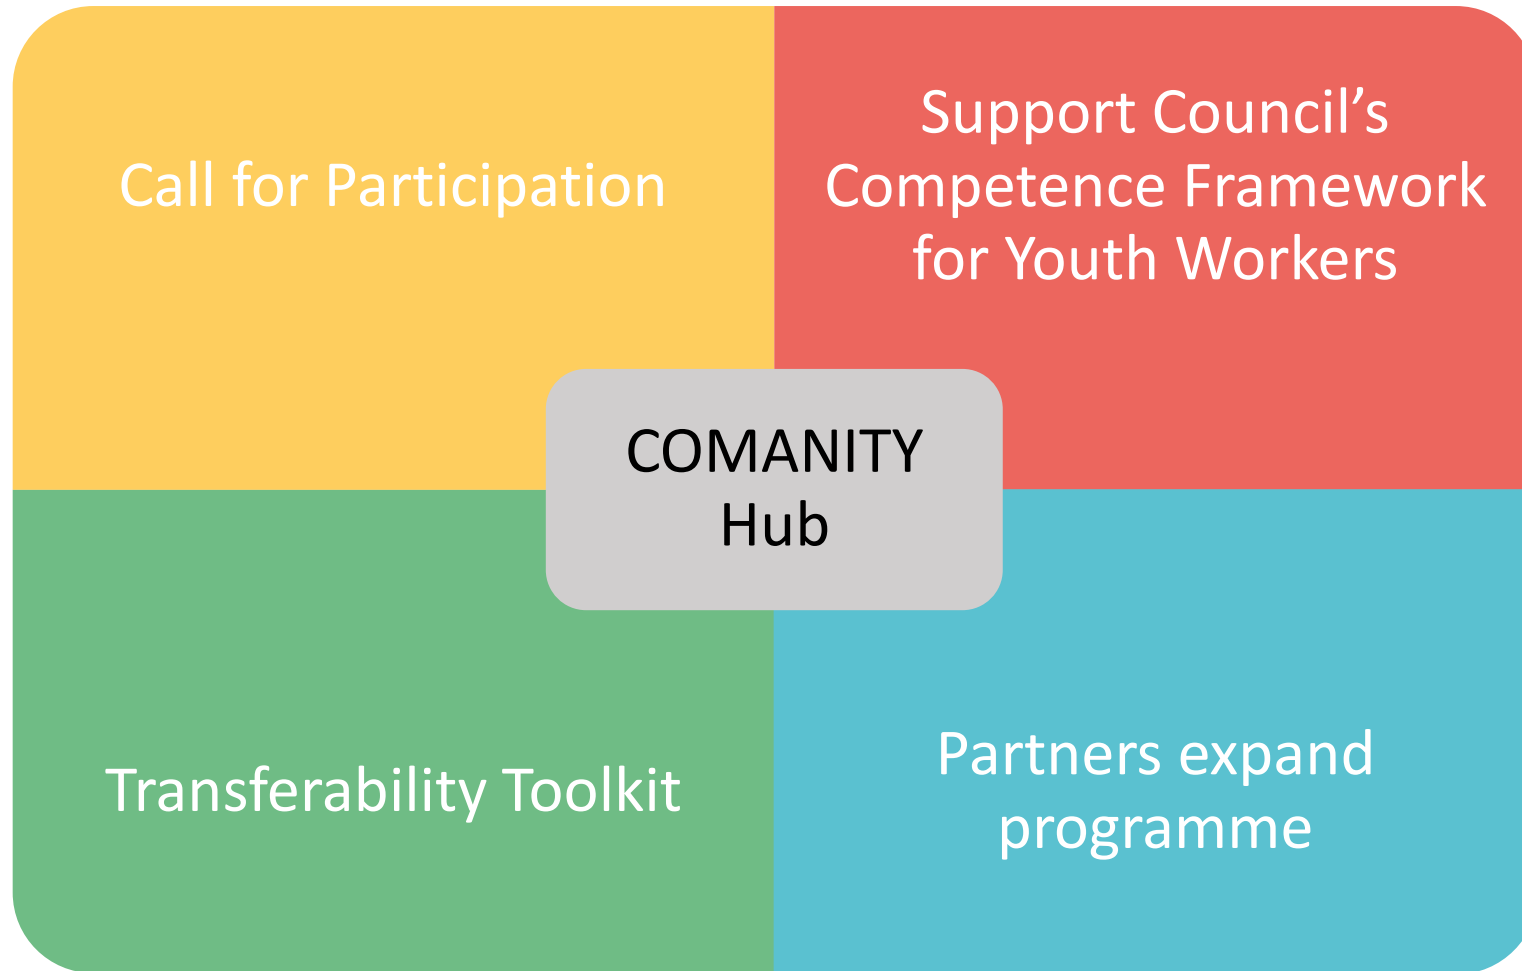 Call for Participation
Support Council’s
Competence Framework
for Youth Workers
COMANITY
Hub
Transferability Toolkit
Partners expand
programme